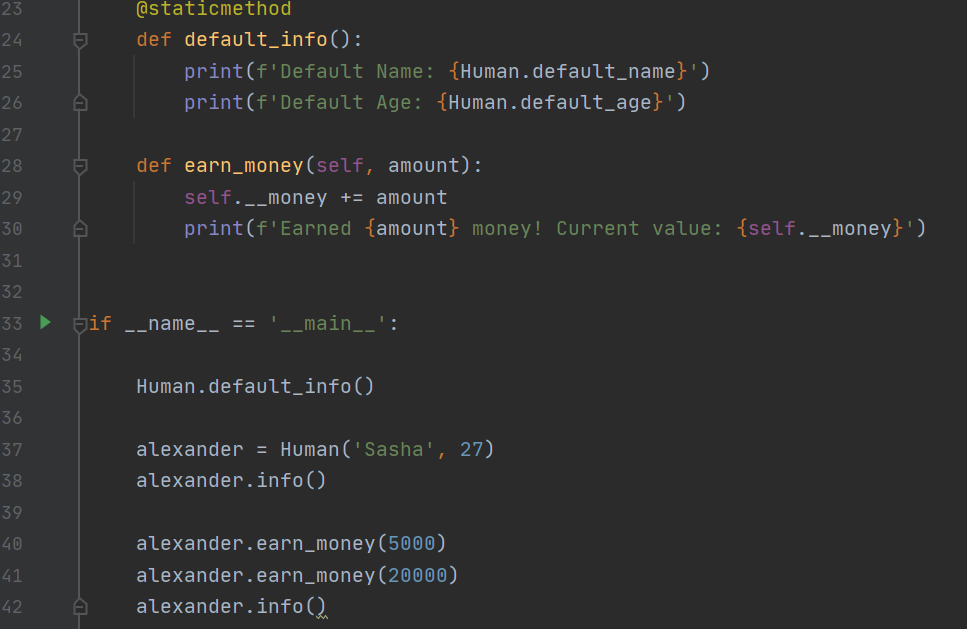 23 @staticmethod
24 def default_info():
25 print(f'Default Name: {Human.default_name}')
26 print(f'Default Age: {Human.default_age}')
27
28 def earn_money(self, amount):
29 self.__money += amount
30 print(f'Earned {amount} money! Current value: {self.__money}')
31
32
33 if __name__ == '__main__':
34
35 Human.default_info()
36
37 alexander = Human('Sasha', 27)
38 alexander.info()
39
40 alexander.earn_money(5000)
41 alexander.earn_money(20000)
42 alexander.info()